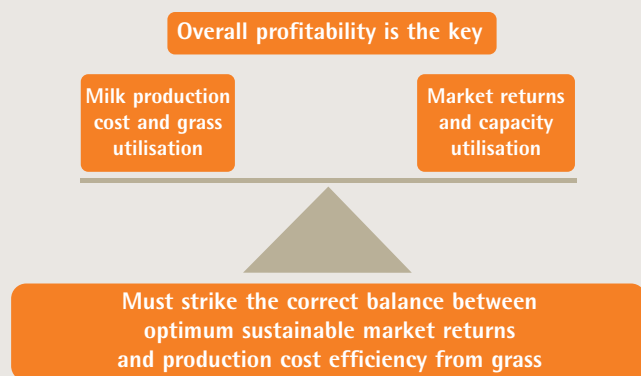 Overall profitability is the key
Milk production
cost and grass
utilisation
Market returns
and capacity
utilisation
Must strike the correct balance between
optimum sustainable market returns
and production cost efficiency from grass